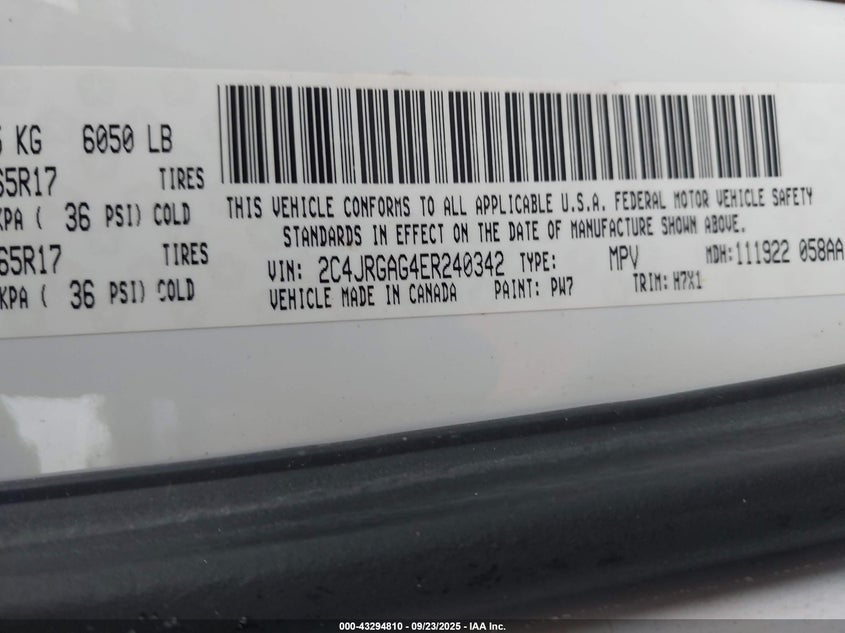 KG 6050 LB
65R17 TIRES
KPA ( 36 PSI) COLD
65R17 TIRES
KPA ( 36 PSI) COLD
THIS VEHICLE CONFORMS TO ALL APPLICABLE U.S.A. FEDERAL MOTOR VEHICLE SAFETY
STANDARDS IN EFFECT ON THE DATE OF MANUFACTURE SHOWN ABOVE.
VIN: 2C4JRGAG4ER240342 TYPE: MPV MDH:111922 058AA
VEHICLE MADE IN CANADA PAINT: PW7 TRIM: H7X1
000-43294810 - 09/23/2025 - IAA Inc.